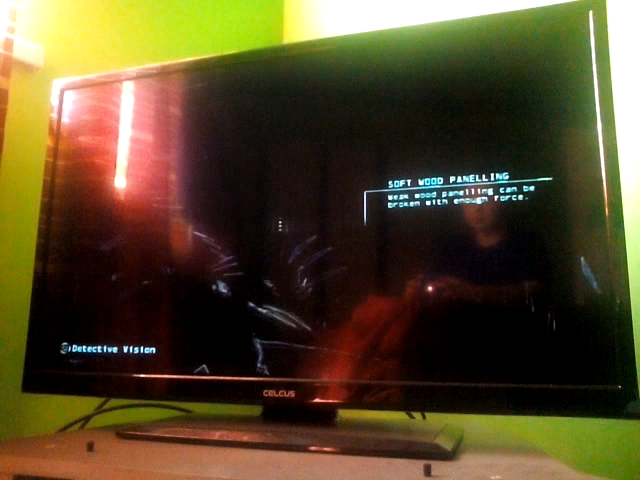 SOFT WOOD PANELLING
Weak wood panelling can be
broken with enough force.
:Detective Vision
CELCUS